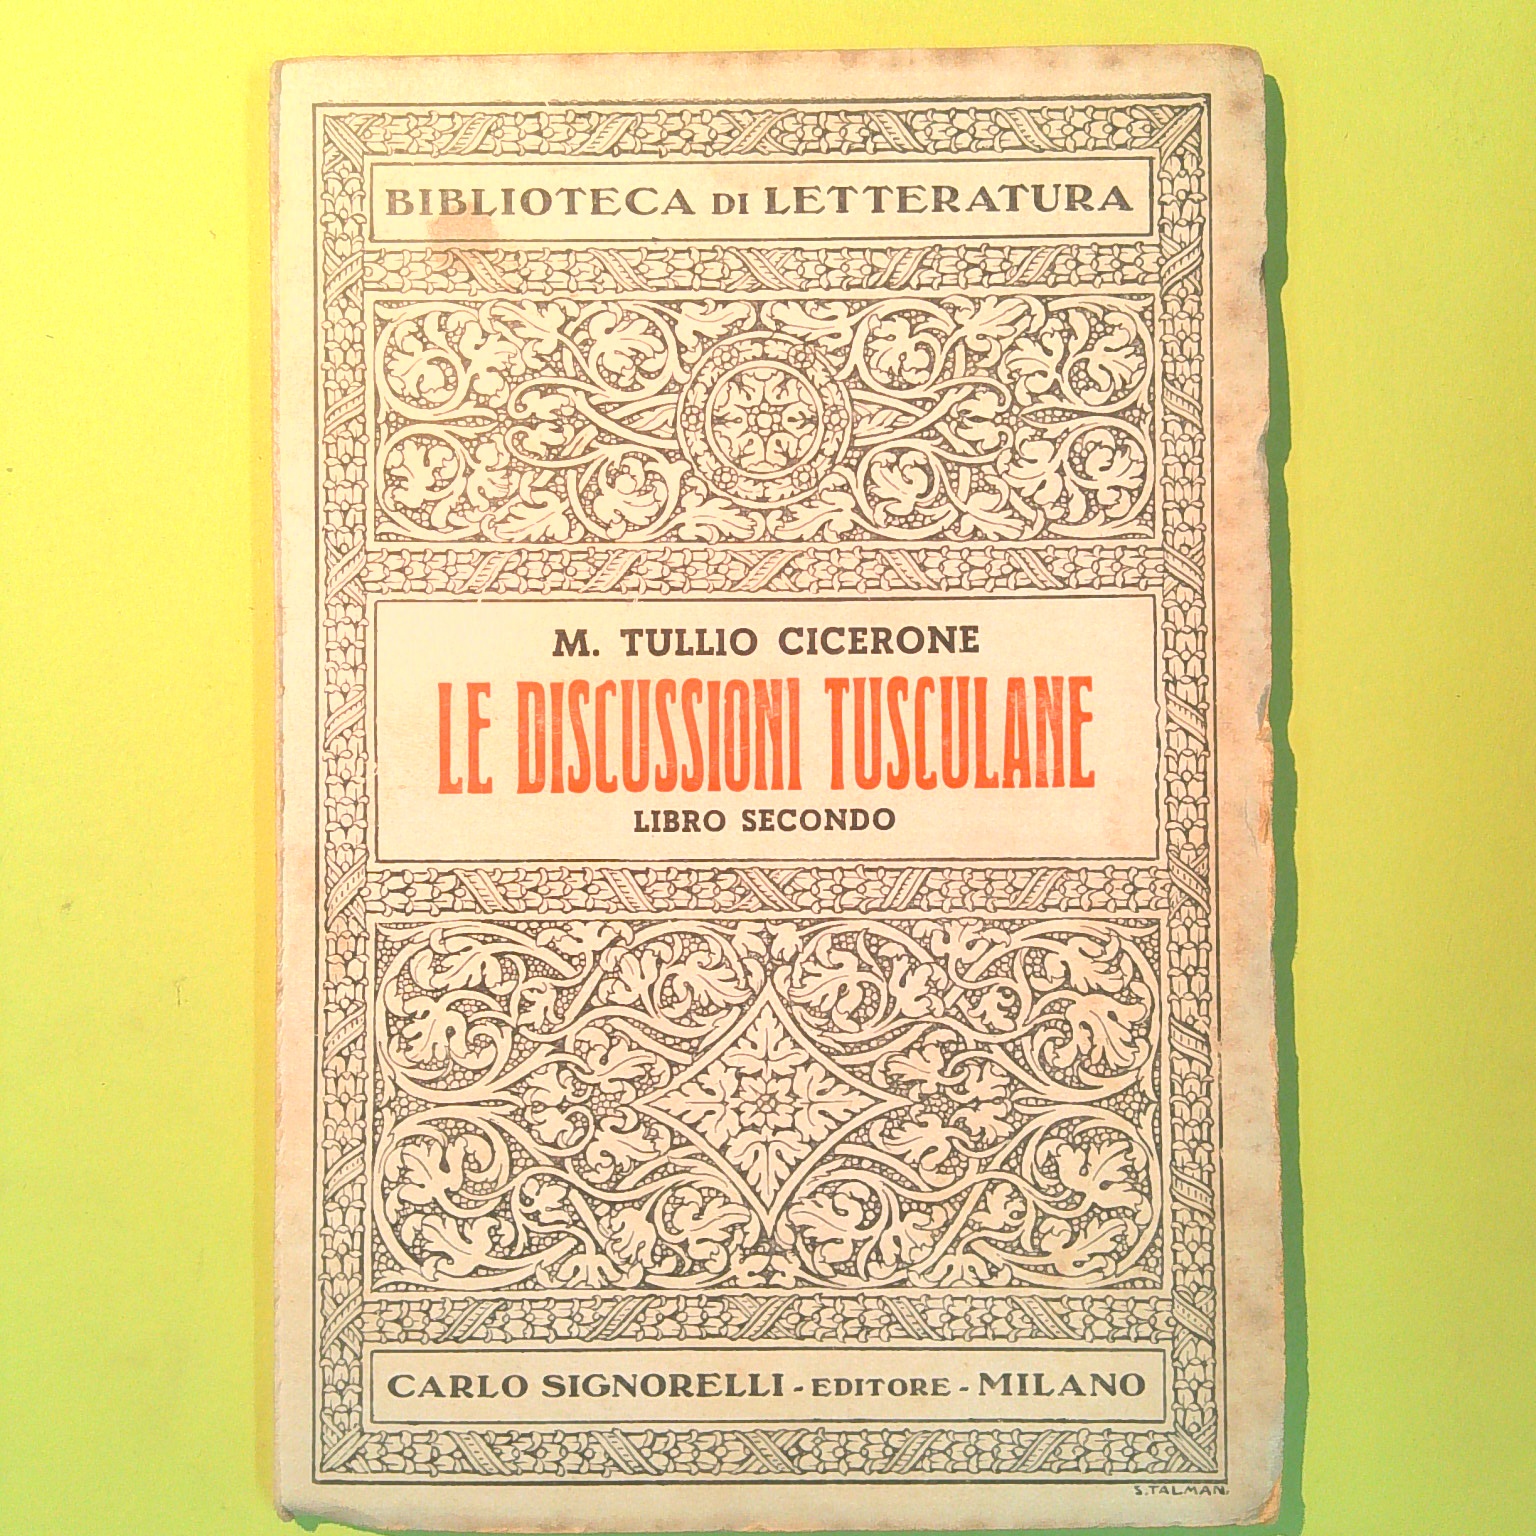 BIBLIOTECA DI LETTERATURA
M. TULLIO CICERONE
LE DISCUSSIONI TUSCULANE
LIBRO SECONDO
CARLO SIGNORELLI - EDITORE - MILANO
S. TALMAN.